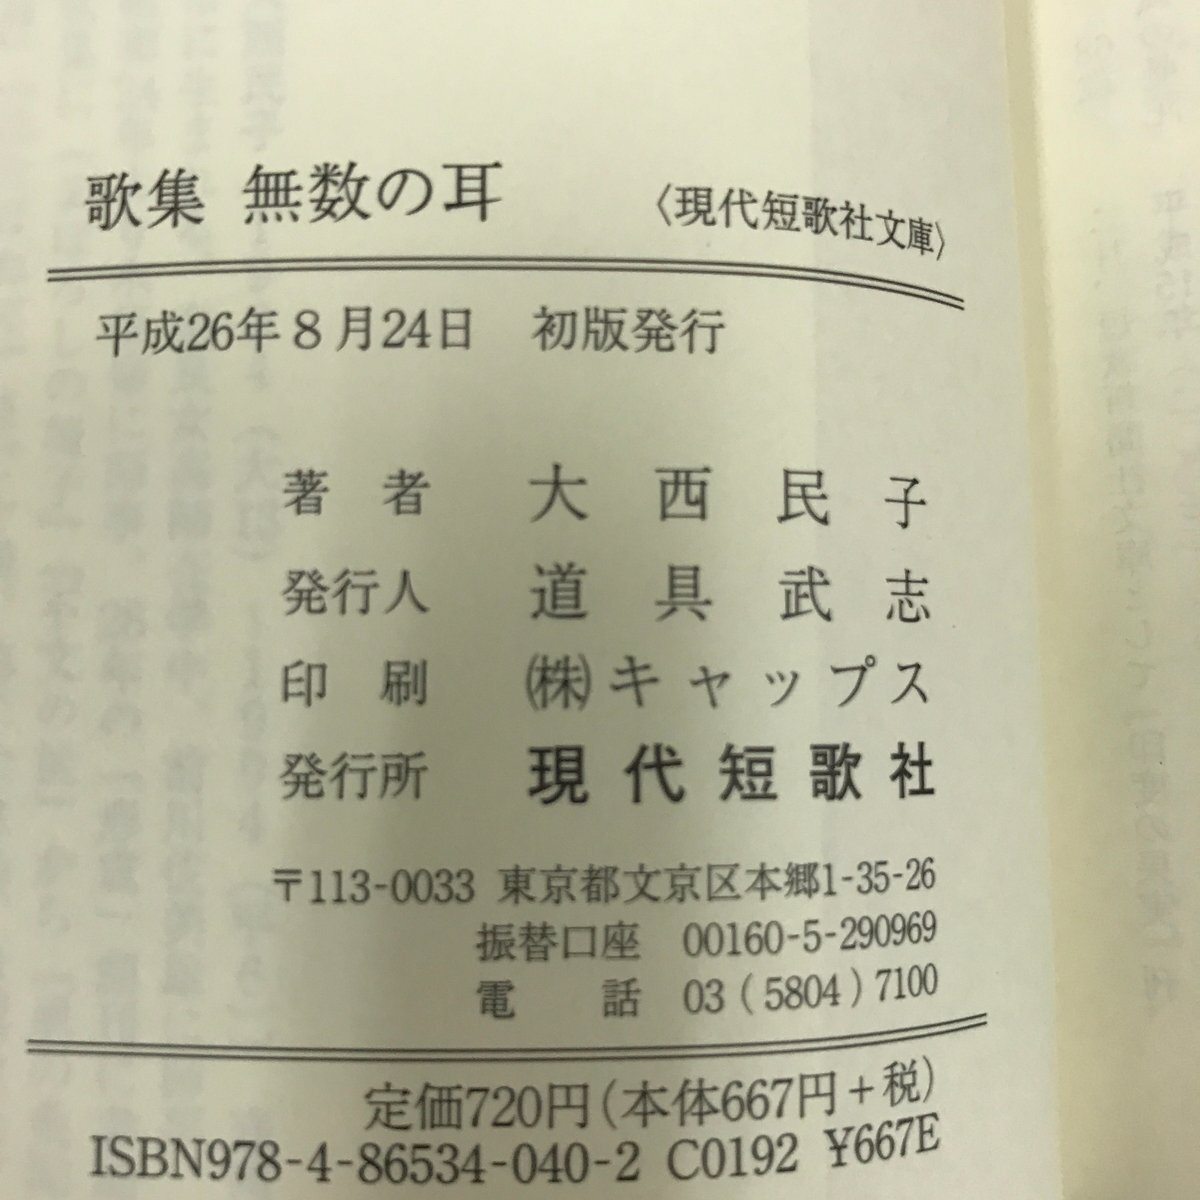 歌集 無数の耳 〈現代短歌社文庫〉
平成26年8月24日 初版発行
著者 大西民子
発行人 道具武志
印刷 ㈱キャップス
発行所 現代短歌社
〒113-0033 東京都文京区本郷1-35-26
振替口座 00160-5-290969
電話 03(5804)7100
定価720円(本体667円+税)
ISBN978-4-86534-040-2 C0192 ¥667E